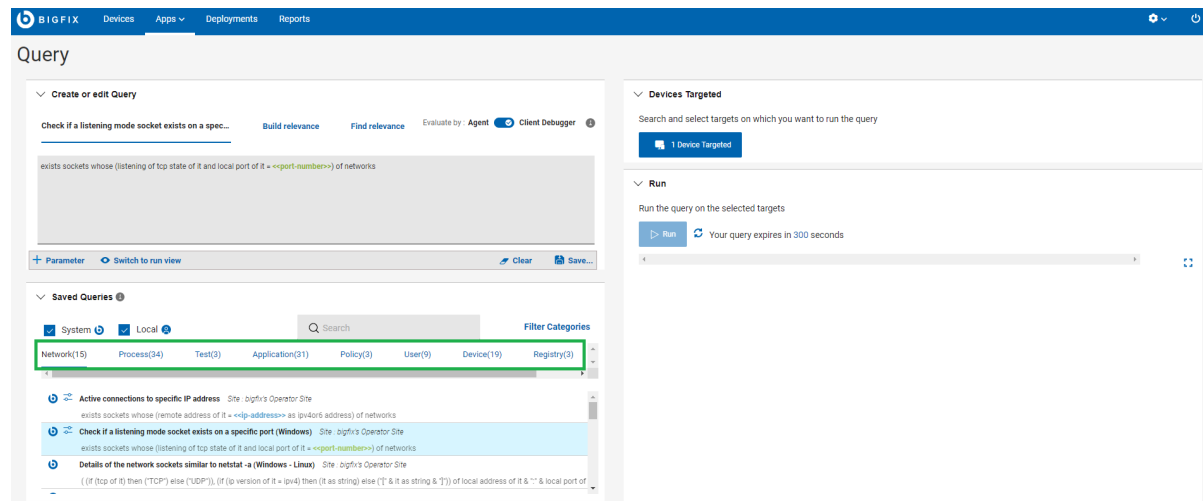 BIGFIX Devices Apps Deployments Reports
Query
Create or edit Query
Check if a listening mode socket exists on a spec... Build relevance Find relevance Evaluate by : Agent Client Debugger
exists sockets whose (listening of tcp state of it and local port of it = <<port-number>>) of networks
+ Parameter Switch to run view Clear Save...
Saved Queries
System Local Search Filter Categories
Network(15) Process(34) Test(3) Application(31) Policy(3) User(9) Device(19) Registry(3)
Active connections to specific IP address Site : bigfix's Operator Site
exists sockets whose (remote address of it = <<ip-address>> as ipv4or6 address) of networks
Check if a listening mode socket exists on a specific port (Windows) Site : bigfix's Operator Site
exists sockets whose (listening of tcp state of it and local port of it = <<port-number>>) of networks
Details of the network sockets similar to netstat -a (Windows - Linux) Site : bigfix's Operator Site
( (if (tcp of it) then ("TCP") else ("UDP")), (if (ip version of it = ipv4) then (it as string) else ("[" & it as string & "]")) of local address of it & ":" & local port of
Devices Targeted
Search and select targets on which you want to run the query
1 Device Targeted
Run
Run the query on the selected targets
Run Your query expires in 300 seconds